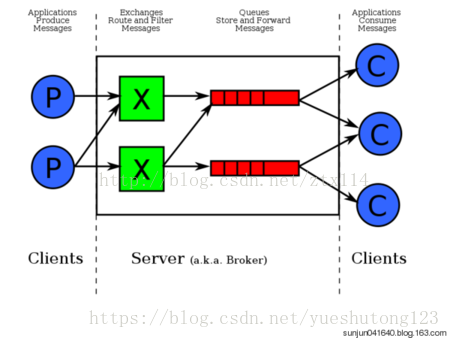 Applications
Produce
Messages
Exchanges
Route and Filter
Messages
Queues
Store and Forward
Messages
Applications
Consume
Messages
P
X
C
C
P
X
C
http://blog.csdn.net/ztx114
Clients
Server (a.k.a. Broker)
Clients
https://blog.csdn.net/yueshutong123
sunjun041640.blog.163.com